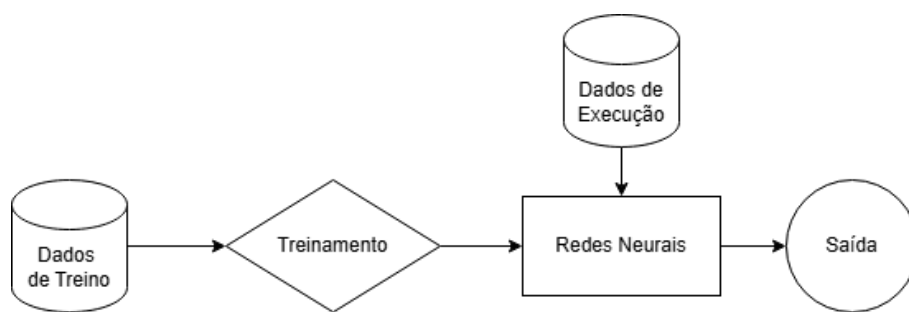 Dados de
Execução
Dados
de Treino
Treinamento
Redes Neurais
Saída